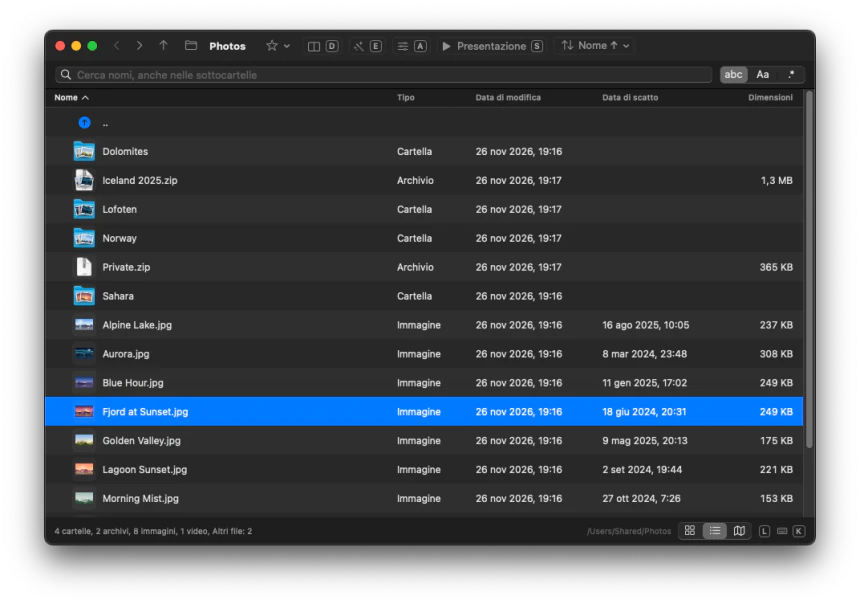 Photos D E A Presentazione S Nome
Cerca nomi, anche nelle sottocartelle abc Aa .*
Nome Tipo Data di modifica Data di scatto Dimensioni
..
Dolomites Cartella 26 nov 2026, 19:16
Iceland 2025.zip Archivio 26 nov 2026, 19:17 1,3 MB
Lofoten Cartella 26 nov 2026, 19:17
Norway Cartella 26 nov 2026, 19:17
Private.zip Archivio 26 nov 2026, 19:17 365 KB
Sahara Cartella 26 nov 2026, 19:16
Alpine Lake.jpg Immagine 26 nov 2026, 19:16 16 ago 2025, 10:05 237 KB
Aurora.jpg Immagine 26 nov 2026, 19:16 8 mar 2024, 23:48 308 KB
Blue Hour.jpg Immagine 26 nov 2026, 19:16 11 gen 2025, 17:02 249 KB
Fjord at Sunset.jpg Immagine 26 nov 2026, 19:16 18 giu 2024, 20:31 249 KB
Golden Valley.jpg Immagine 26 nov 2026, 19:16 9 mag 2025, 20:13 175 KB
Lagoon Sunset.jpg Immagine 26 nov 2026, 19:16 2 set 2024, 19:44 221 KB
Morning Mist.jpg Immagine 26 nov 2026, 19:16 27 ott 2024, 7:26 153 KB
4 cartelle, 2 archivi, 8 immagini, 1 video, Altri file: 2 /Users/Shared/Photos L K